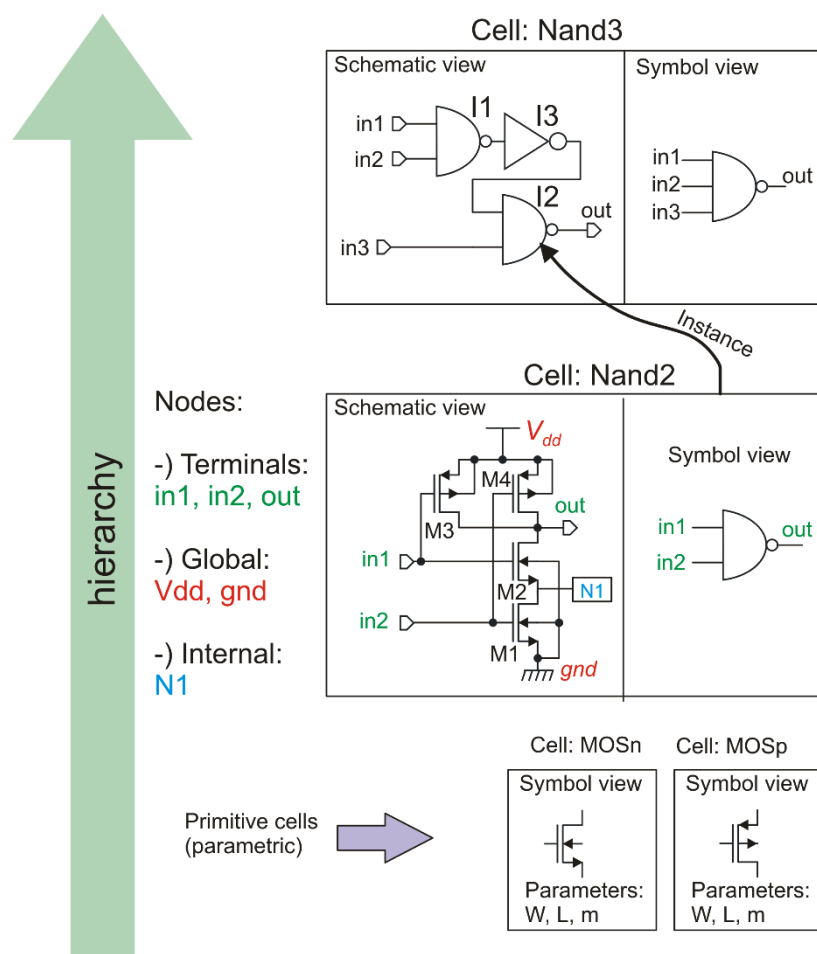 Cell: Nand3
Schematic view
Symbol view
I1
I3
in1
in2
I2
out
in3
in1
in2
in3
out
Instance
Cell: Nand2
hierarchy
Nodes:
-) Terminals:
in1, in2, out
-) Global:
Vdd, gnd
-) Internal:
N1
Schematic view
Vdd
M4
M3
out
in1
M2
N1
in2
M1
gnd
Symbol view
in1
in2
out
Cell: MOSn
Cell: MOSp
Primitive cells
(parametric)
Symbol view
Parameters:
W, L, m
Symbol view
Parameters:
W, L, m